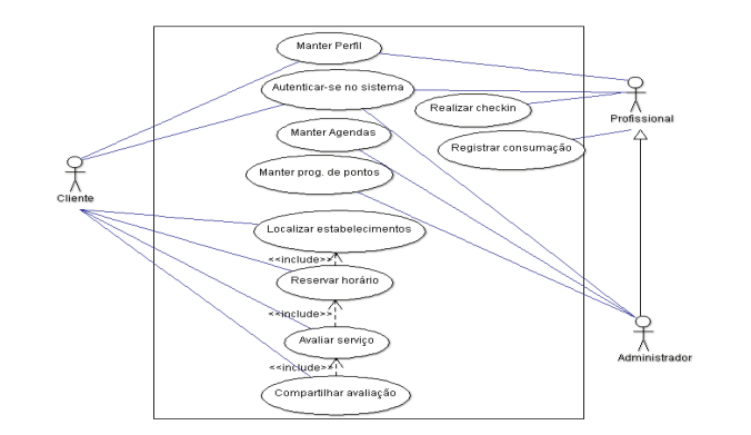 Manter Perfil
Autenticar-se no sistema
Realizar checkin
Profissional
Manter Agendas
Registrar consumação
Manter prog. de pontos
Cliente
Localizar estabelecimentos
<<include>>
Reservar horário
<<include>>
Avaliar serviço
Administrador
<<include>>
Compartilhar avaliação